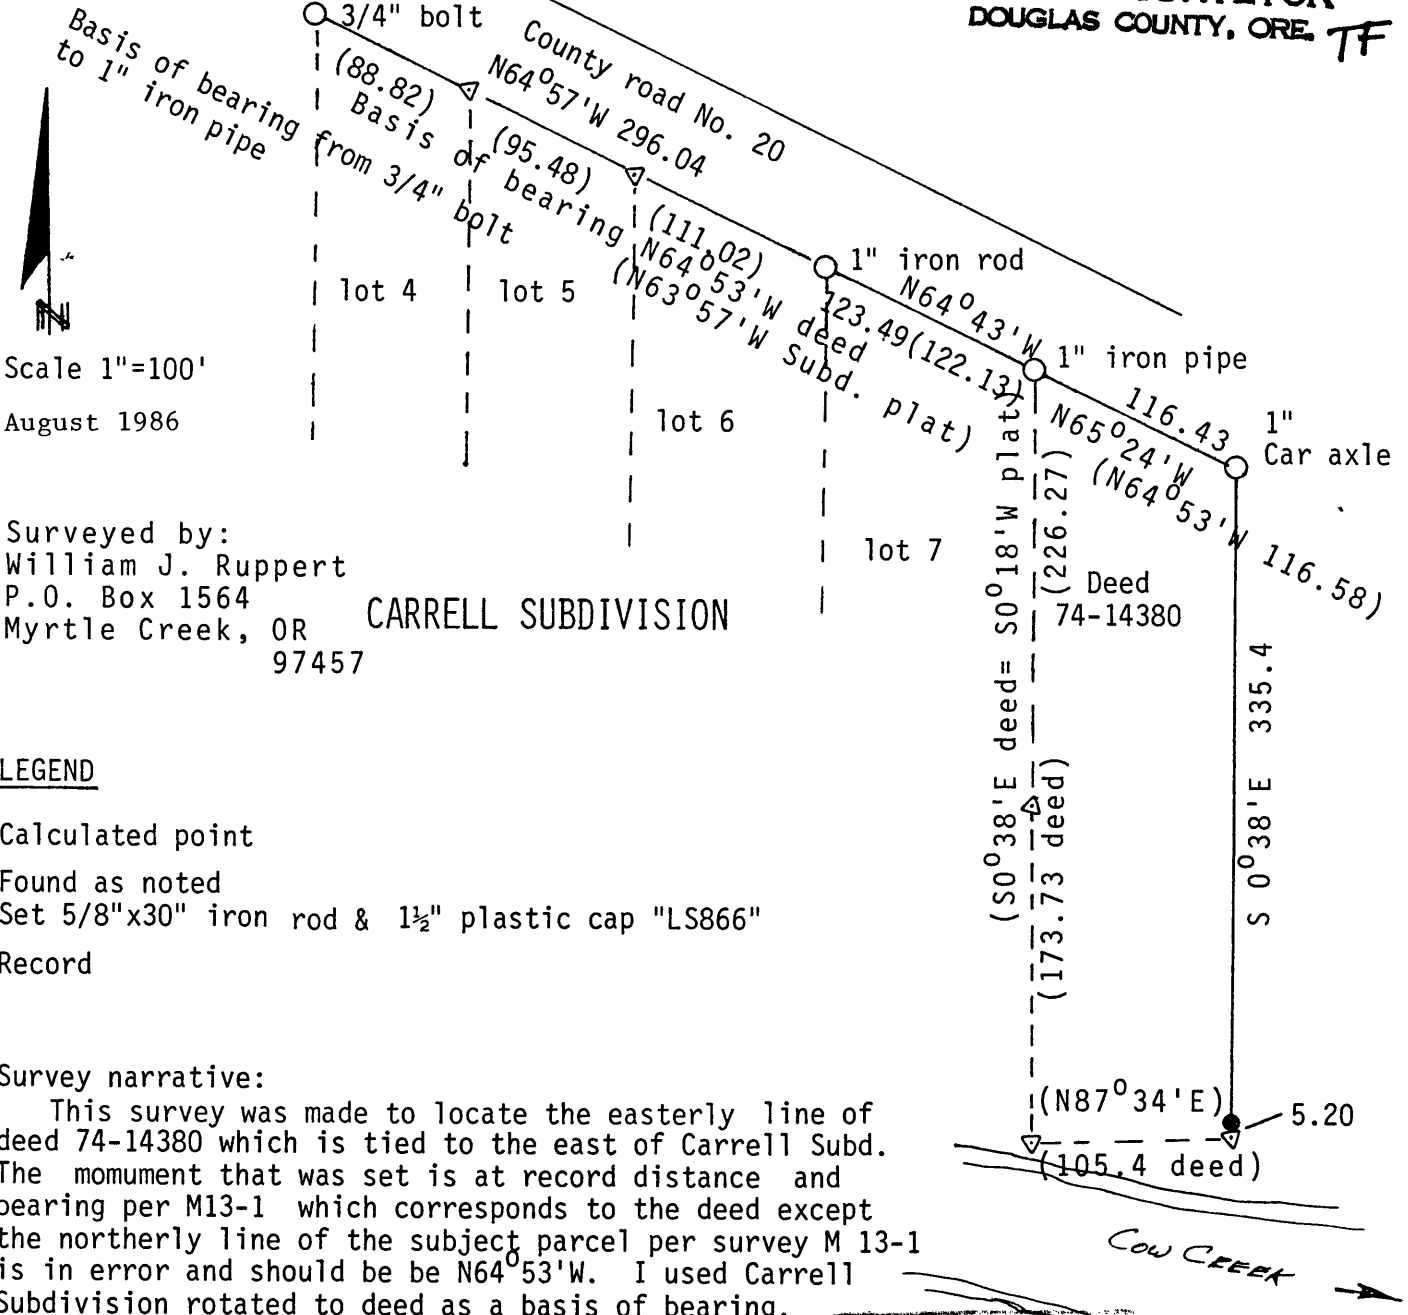 DOUGLAS COUNTY, ORE. TF
3/4" bolt
Basis of bearing from 3/4" bolt
to 1" iron pipe
County road No. 20
N64°57'W 296.04
(88.82)
(95.48)
(111.02)
Basis of bearing N64°53'W deed
(N63°57'W Subd. plat)
1" iron rod
N64°43'W
123.49(122.13)
1" iron pipe
116.43
N65°24'W
(N64°53'W 116.58)
1"
Car axle
lot 4
lot 5
lot 6
lot 7
N
Scale 1"=100'
August 1986
Surveyed by:
William J. Ruppert
P.O. Box 1564
Myrtle Creek, OR
97457
CARRELL SUBDIVISION
(S0°38'E deed= S0°18'W plat)
(226.27)
(173.73 deed)
Deed
74-14380
S 0°38'E 335.4
LEGEND
Calculated point
Found as noted
Set 5/8"x30" iron rod & 1½" plastic cap "LS866"
Record
(N87°34'E)
5.20
(105.4 deed)
Cow Creek
Survey narrative:
This survey was made to locate the easterly line of
deed 74-14380 which is tied to the east of Carrell Subd.
The momument that was set is at record distance and
bearing per M13-1 which corresponds to the deed except
the northerly line of the subject parcel per survey M 13-1
is in error and should be be N64°53'W. I used Carrell
Subdivision rotated to deed as a basis of bearing.